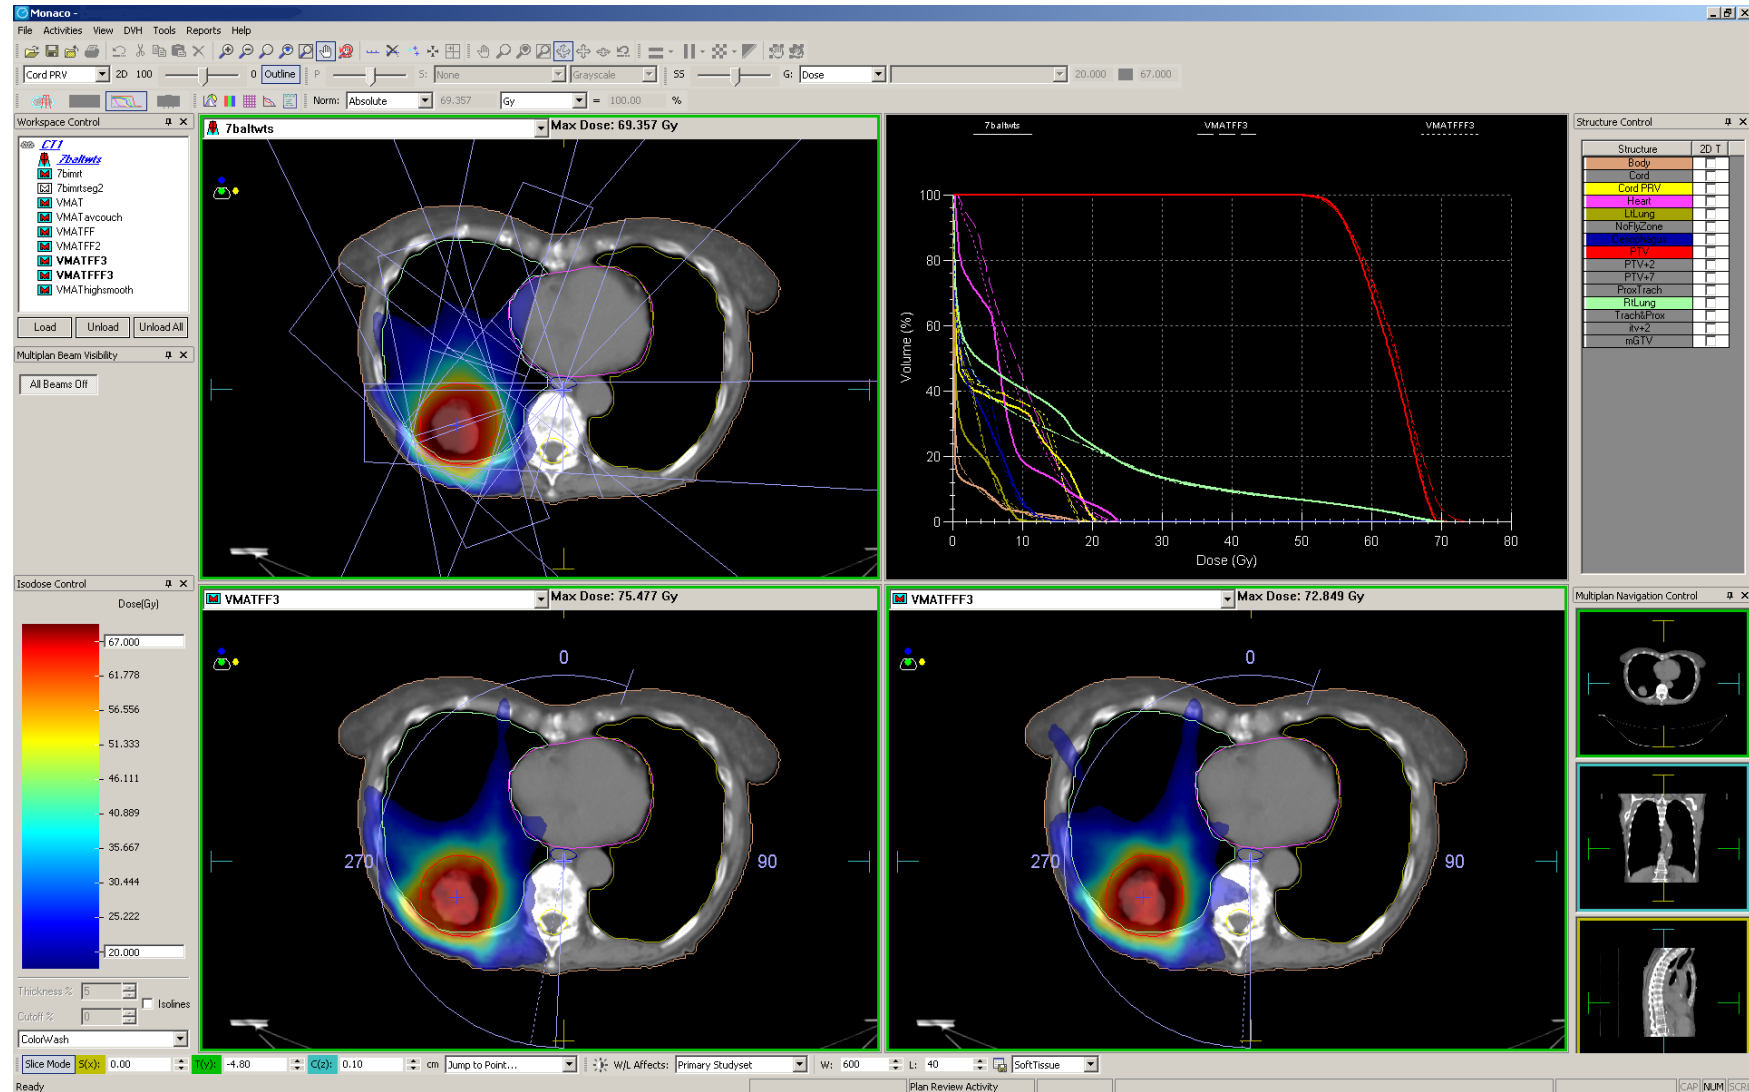 Monaco -
File Activities View DVH Tools Reports Help
Cord PRV 2D 100 0 Outline P S: None Grayscale SS G: Dose 20.000 67.000
Norm: Absolute 69.357 Gy = 100.00 %
Workspace Control
CT1
7baltwts
7bimrt
7bimrtseg2
VMAT
VMATavcouch
VMATFF
VMATFF2
VMATFF3
VMATFFF3
VMAThighsmooth
Load Unload Unload All
Multiplan Beam Visibility
All Beams Off
Isodose Control
Dose(Gy)
67.000
61.778
56.556
51.333
46.111
40.889
35.667
30.444
25.222
20.000
Thickness % 5
Isolines
Cutoff % 0
ColorWash
7baltwts Max Dose: 69.357 Gy
7baltwts VMATFF3 VMATFFF3
100
80
60
40
20
0
Volume (%)
0 10 20 30 40 50 60 70 80
Dose (Gy)
VMATFF3 Max Dose: 75.477 Gy
0
270 90
VMATFFF3 Max Dose: 72.849 Gy
0
270 90
Structure Control
Structure 2D T
Body
Cord
Cord PRV
Heart
LtLung
NoFlyZone
PTV
PTV+2
PTV+7
ProxTrach
RtLung
Trach&Prox
itv+2
mGTV
Multiplan Navigation Control
Slice Mode S(x): 0.00 T(y): -4.80 C(z): 0.10 cm Jump to Point... W/L Affects: Primary Studyset W: 600 L: 40 SoftTissue
Ready Plan Review Activity CAP NUM SCRL